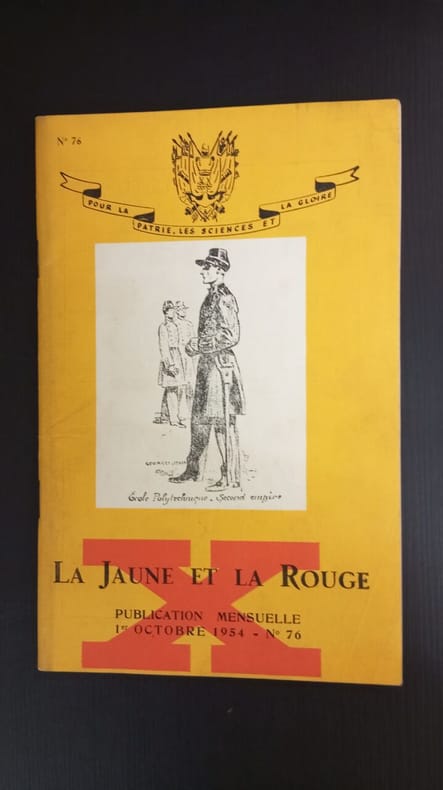 N° 76
POUR LA PATRIE, LES SCIENCES ET LA GLOIRE
École Polytechnique. Second empire
X
LA JAUNE ET LA ROUGE
PUBLICATION MENSUELLE
1er OCTOBRE 1954 - N° 76